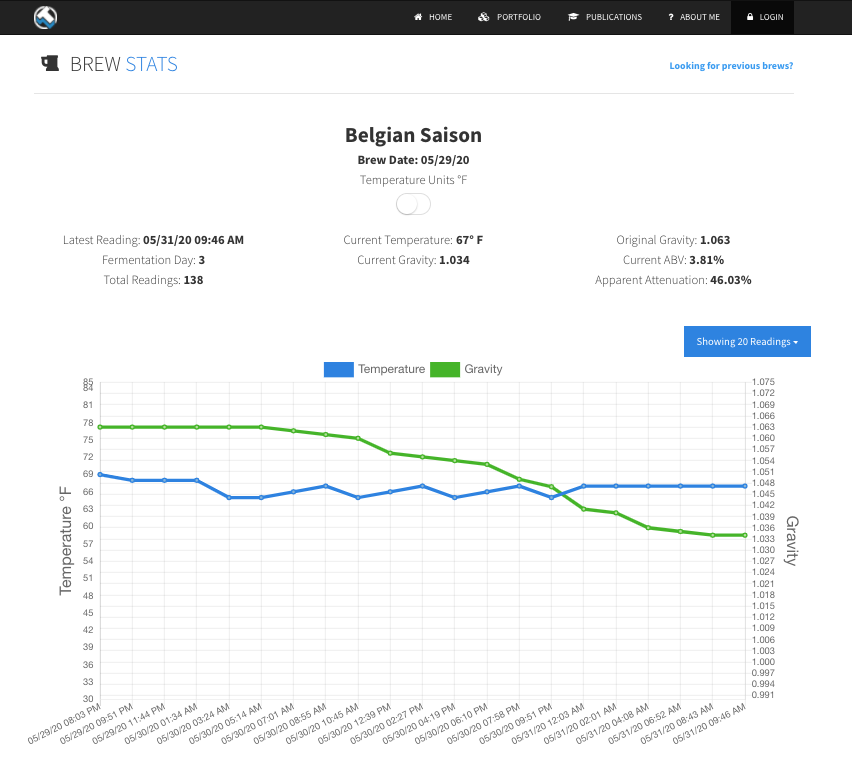 HOME PORTFOLIO PUBLICATIONS ? ABOUT ME LOGIN
BREW STATS
Looking for previous brews?
Belgian Saison
Brew Date: 05/29/20
Temperature Units °F
Latest Reading: 05/31/20 09:46 AM
Fermentation Day: 3
Total Readings: 138
Current Temperature: 67° F
Current Gravity: 1.034
Original Gravity: 1.063
Current ABV: 3.81%
Apparent Attenuation: 46.03%
Showing 20 Readings
Temperature Gravity
Temperature °F
85
84
81
78
75
72
69
66
63
60
57
54
51
48
45
42
39
36
33
30
1.075
1.072
1.069
1.066
1.063
1.060
1.057
1.054
1.051
1.048
1.045
1.042
1.039
1.036
1.033
1.030
1.027
1.024
1.021
1.018
1.015
1.012
1.009
1.006
1.003
1.000
0.997
0.994
0.991
Gravity
05/29/20 08:03 PM
05/29/20 09:51 PM
05/29/20 11:44 PM
05/30/20 01:34 AM
05/30/20 03:24 AM
05/30/20 05:14 AM
05/30/20 07:01 AM
05/30/20 08:55 AM
05/30/20 10:45 AM
05/30/20 12:39 PM
05/30/20 02:27 PM
05/30/20 04:19 PM
05/30/20 06:10 PM
05/30/20 07:58 PM
05/30/20 09:51 PM
05/31/20 12:03 AM
05/31/20 02:01 AM
05/31/20 04:08 AM
05/31/20 06:52 AM
05/31/20 08:43 AM
05/31/20 09:46 AM